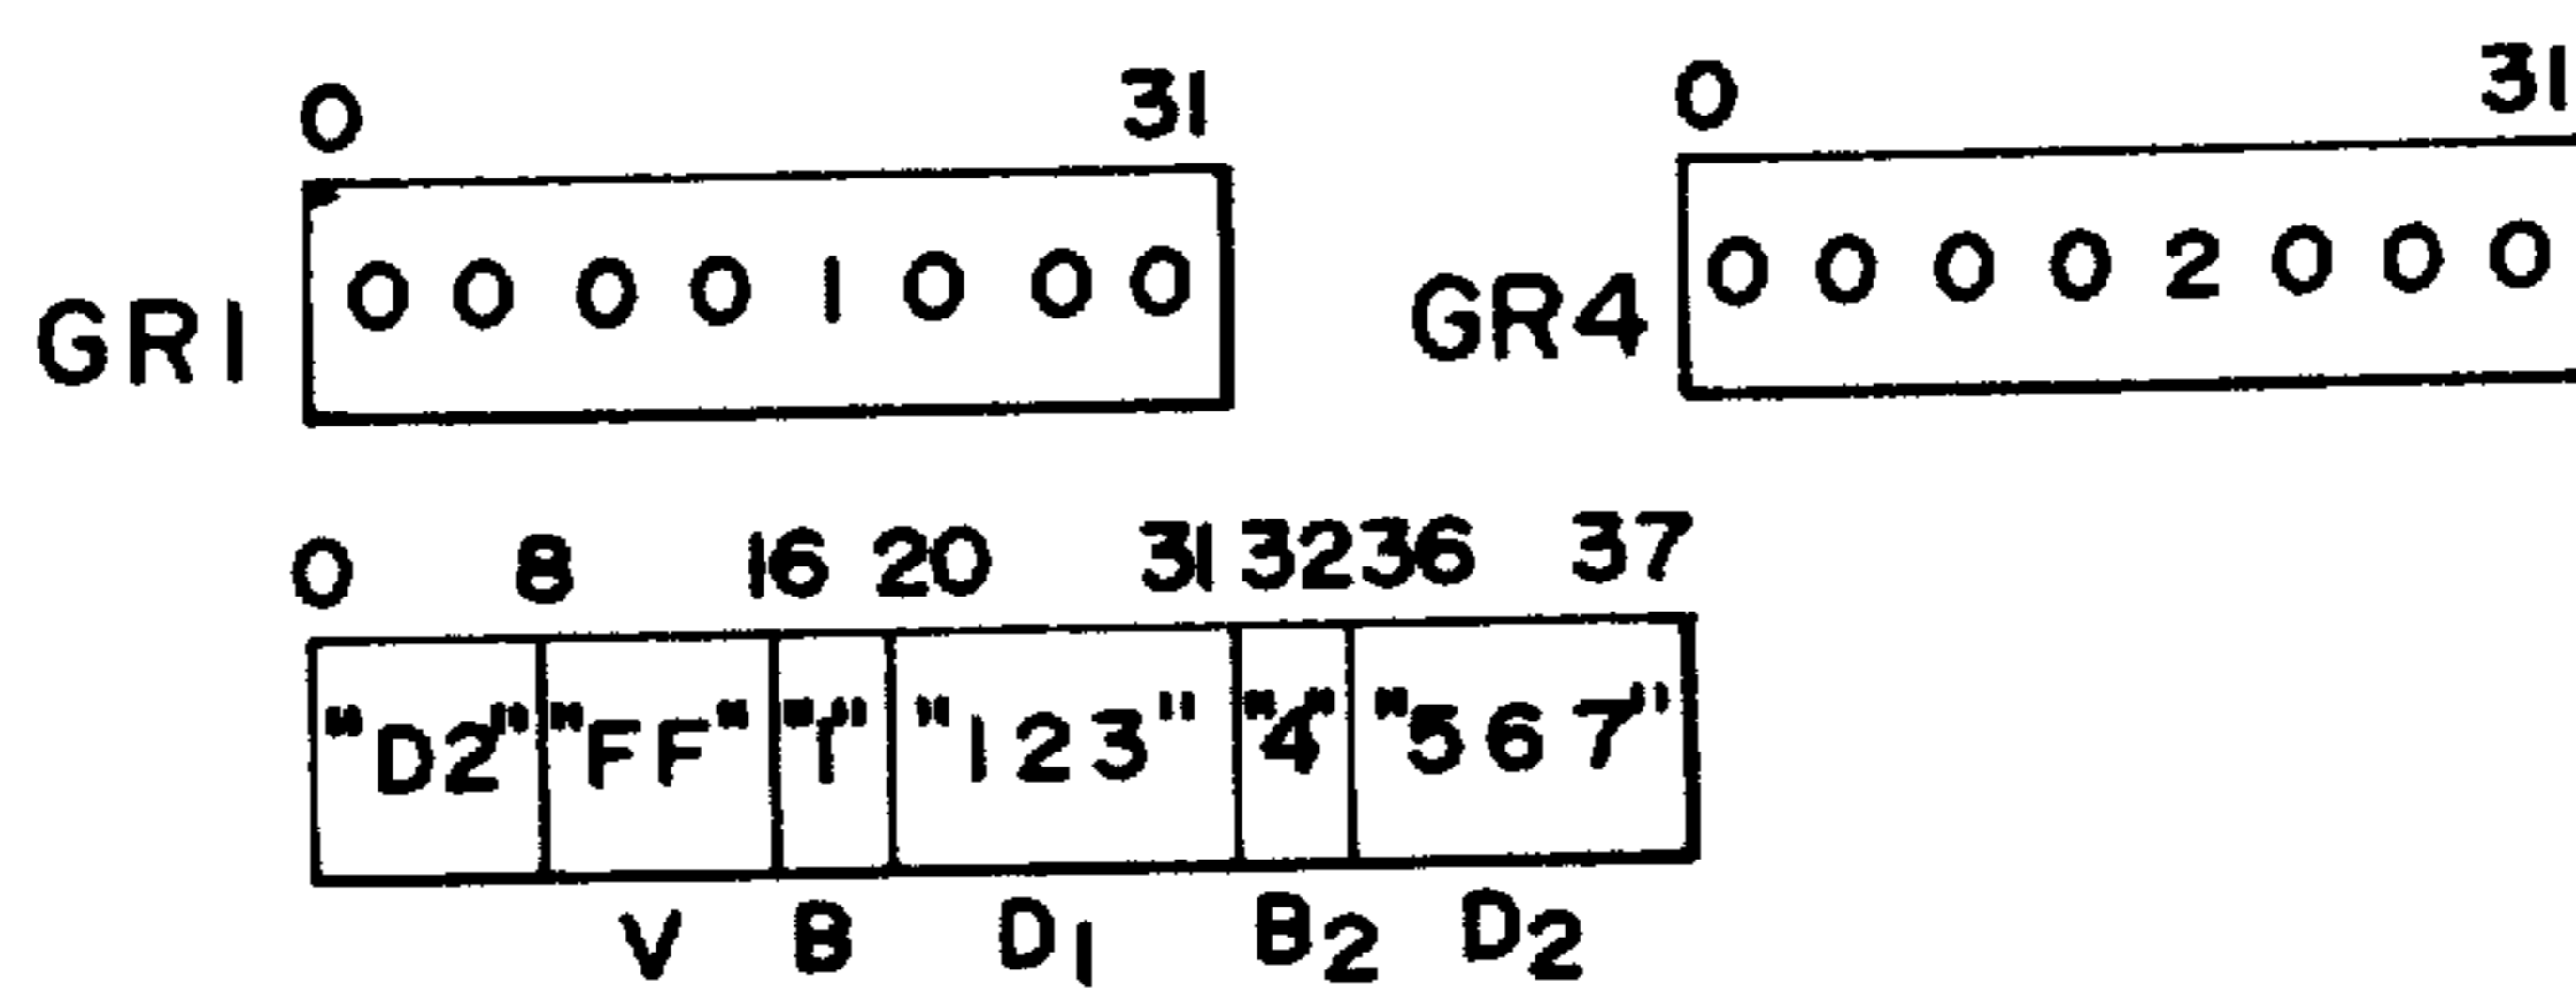 0 31 0 31
GR1 0 0 0 0 1 0 0 0 GR4 0 0 0 0 2 0 0 0
0 8 16 20 31 32 36 37
"D2" "FF" "1" "123" "4" "567"
V B D1 B2 D2